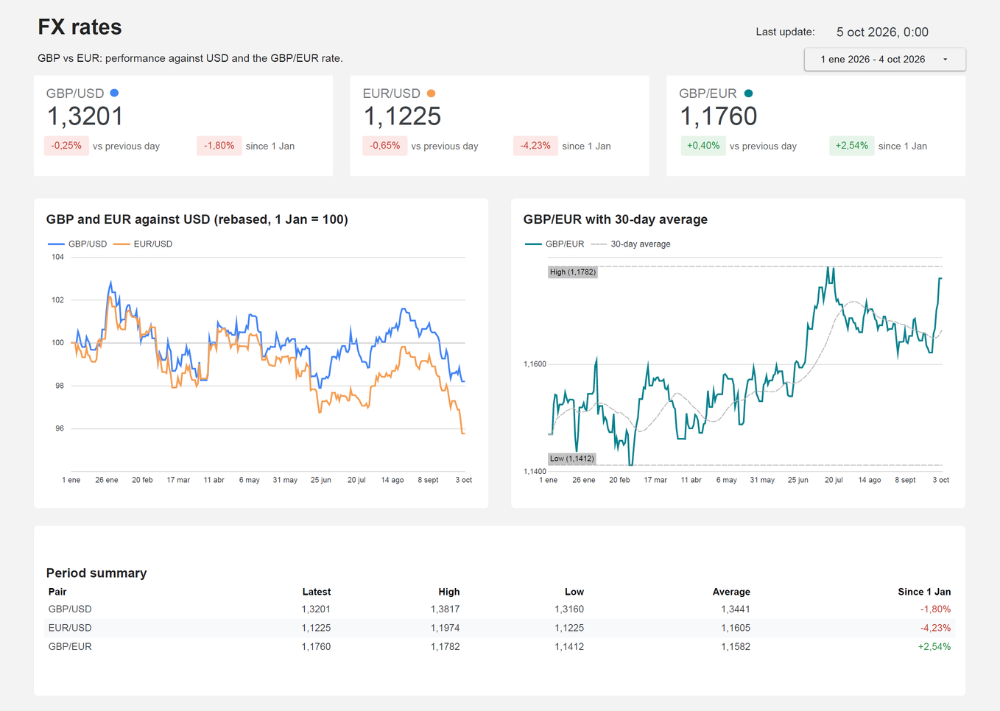 FX rates
Last update: 5 oct 2026, 0:00
GBP vs EUR: performance against USD and the GBP/EUR rate.
1 ene 2026 - 4 oct 2026
GBP/USD
1,3201
-0,25% vs previous day -1,80% since 1 Jan
EUR/USD
1,1225
-0,65% vs previous day -4,23% since 1 Jan
GBP/EUR
1,1760
+0,40% vs previous day +2,54% since 1 Jan
GBP and EUR against USD (rebased, 1 Jan = 100)
GBP/USD EUR/USD
104
102
100
98
96
1 ene 26 ene 20 feb 17 mar 11 abr 6 may 31 may 25 jun 20 jul 14 ago 8 sept 3 oct
GBP/EUR with 30-day average
GBP/EUR 30-day average
High (1,1782)
1,1600
Low (1,1412)
1,1400
1 ene 26 ene 20 feb 17 mar 11 abr 6 may 31 may 25 jun 20 jul 14 ago 8 sept 3 oct
Period summary
Pair Latest High Low Average Since 1 Jan
GBP/USD 1,3201 1,3817 1,3160 1,3441 -1,80%
EUR/USD 1,1225 1,1974 1,1225 1,1605 -4,23%
GBP/EUR 1,1760 1,1782 1,1412 1,1582 +2,54%